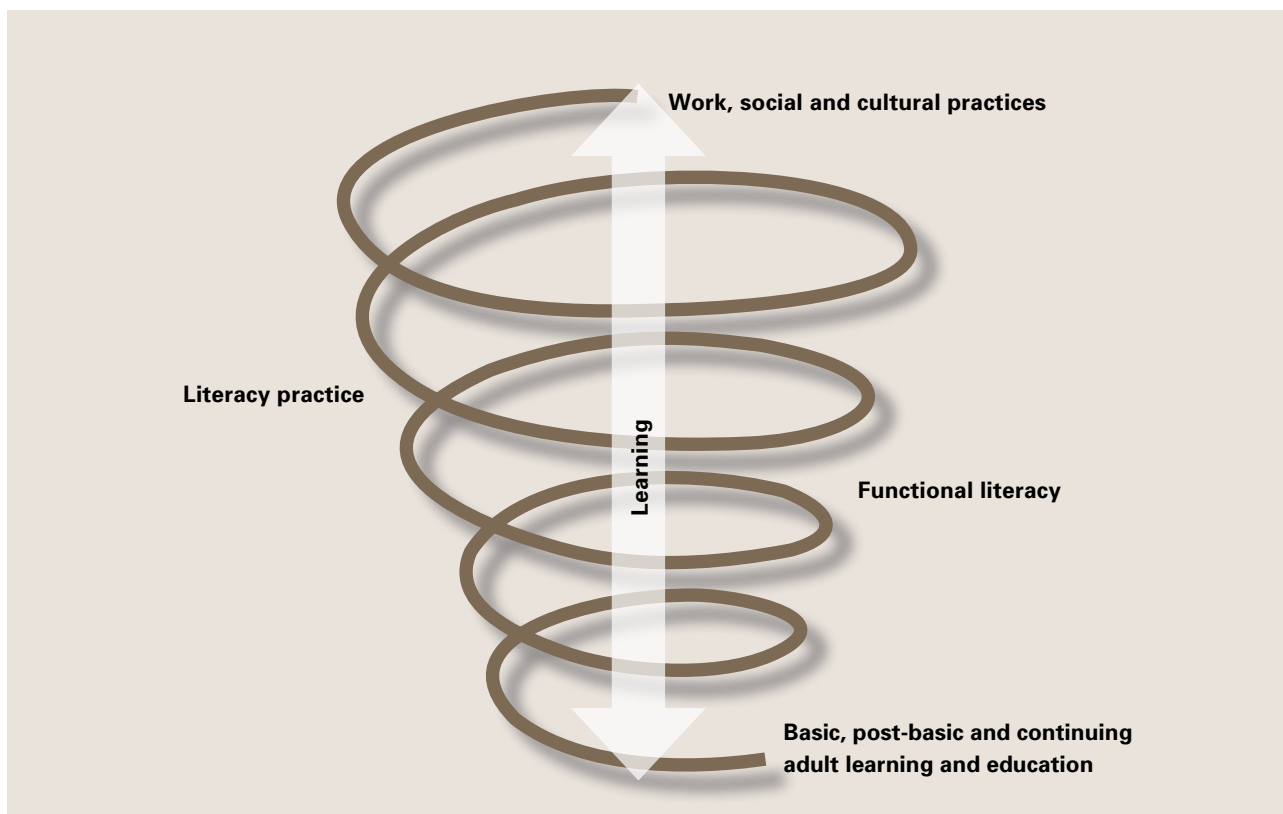 Work, social and cultural practices
Literacy practice
Learning
Functional literacy
Basic, post-basic and continuing
adult learning and education